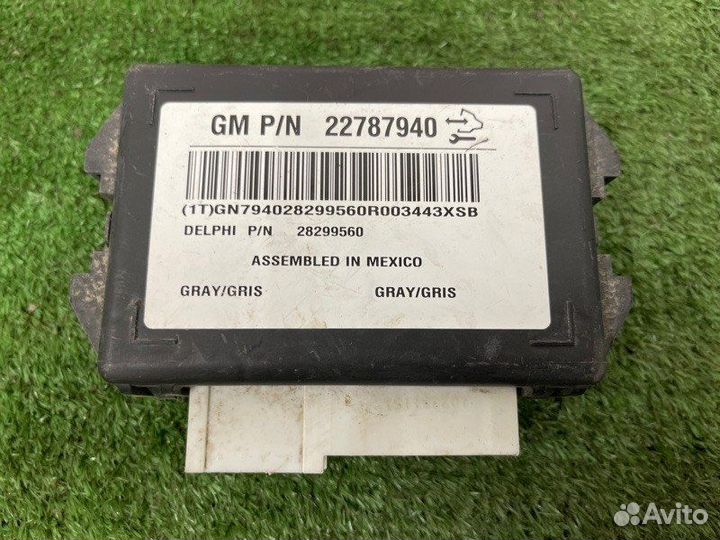 GM P/N 22787940
(1T)GN794028299560R003443XSB
DELPHI P/N 28299560
ASSEMBLED IN MEXICO
GRAY/GRIS GRAY/GRIS
Avito